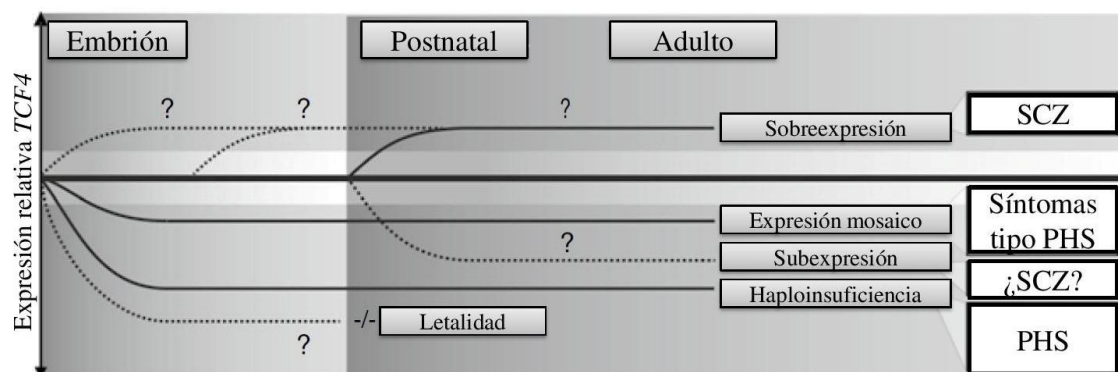 Embrión
Postnatal
Adulto
Expresión relativa TCF4
?
?
?
Sobreexpresión
SCZ
Expresión mosaico
Síntomas
tipo PHS
?
Subexpresión
¿SCZ?
Haploinsuficiencia
-/-
Letalidad
?
PHS